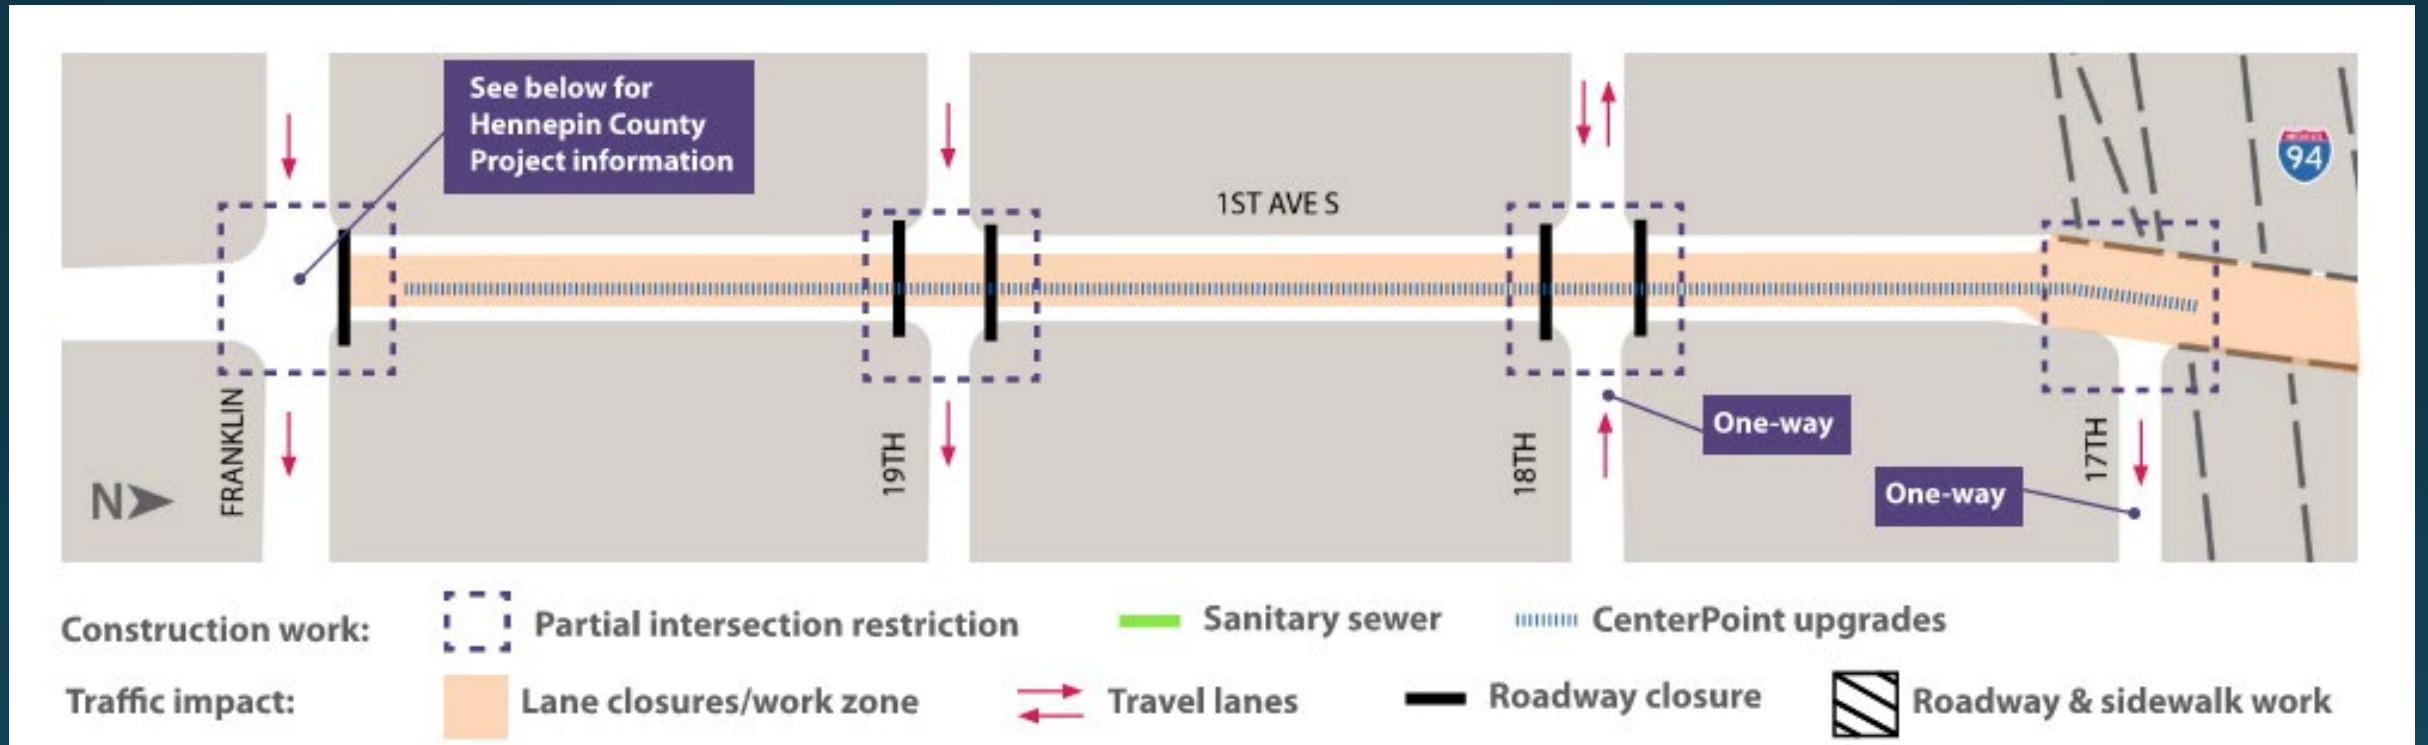 See below for
Hennepin County
Project information
1ST AVE S
94
FRANKLIN
19TH
18TH
17TH
One-way
One-way
N
Construction work:
Partial intersection restriction
Sanitary sewer
CenterPoint upgrades
Traffic impact:
Lane closures/work zone
Travel lanes
Roadway closure
Roadway & sidewalk work